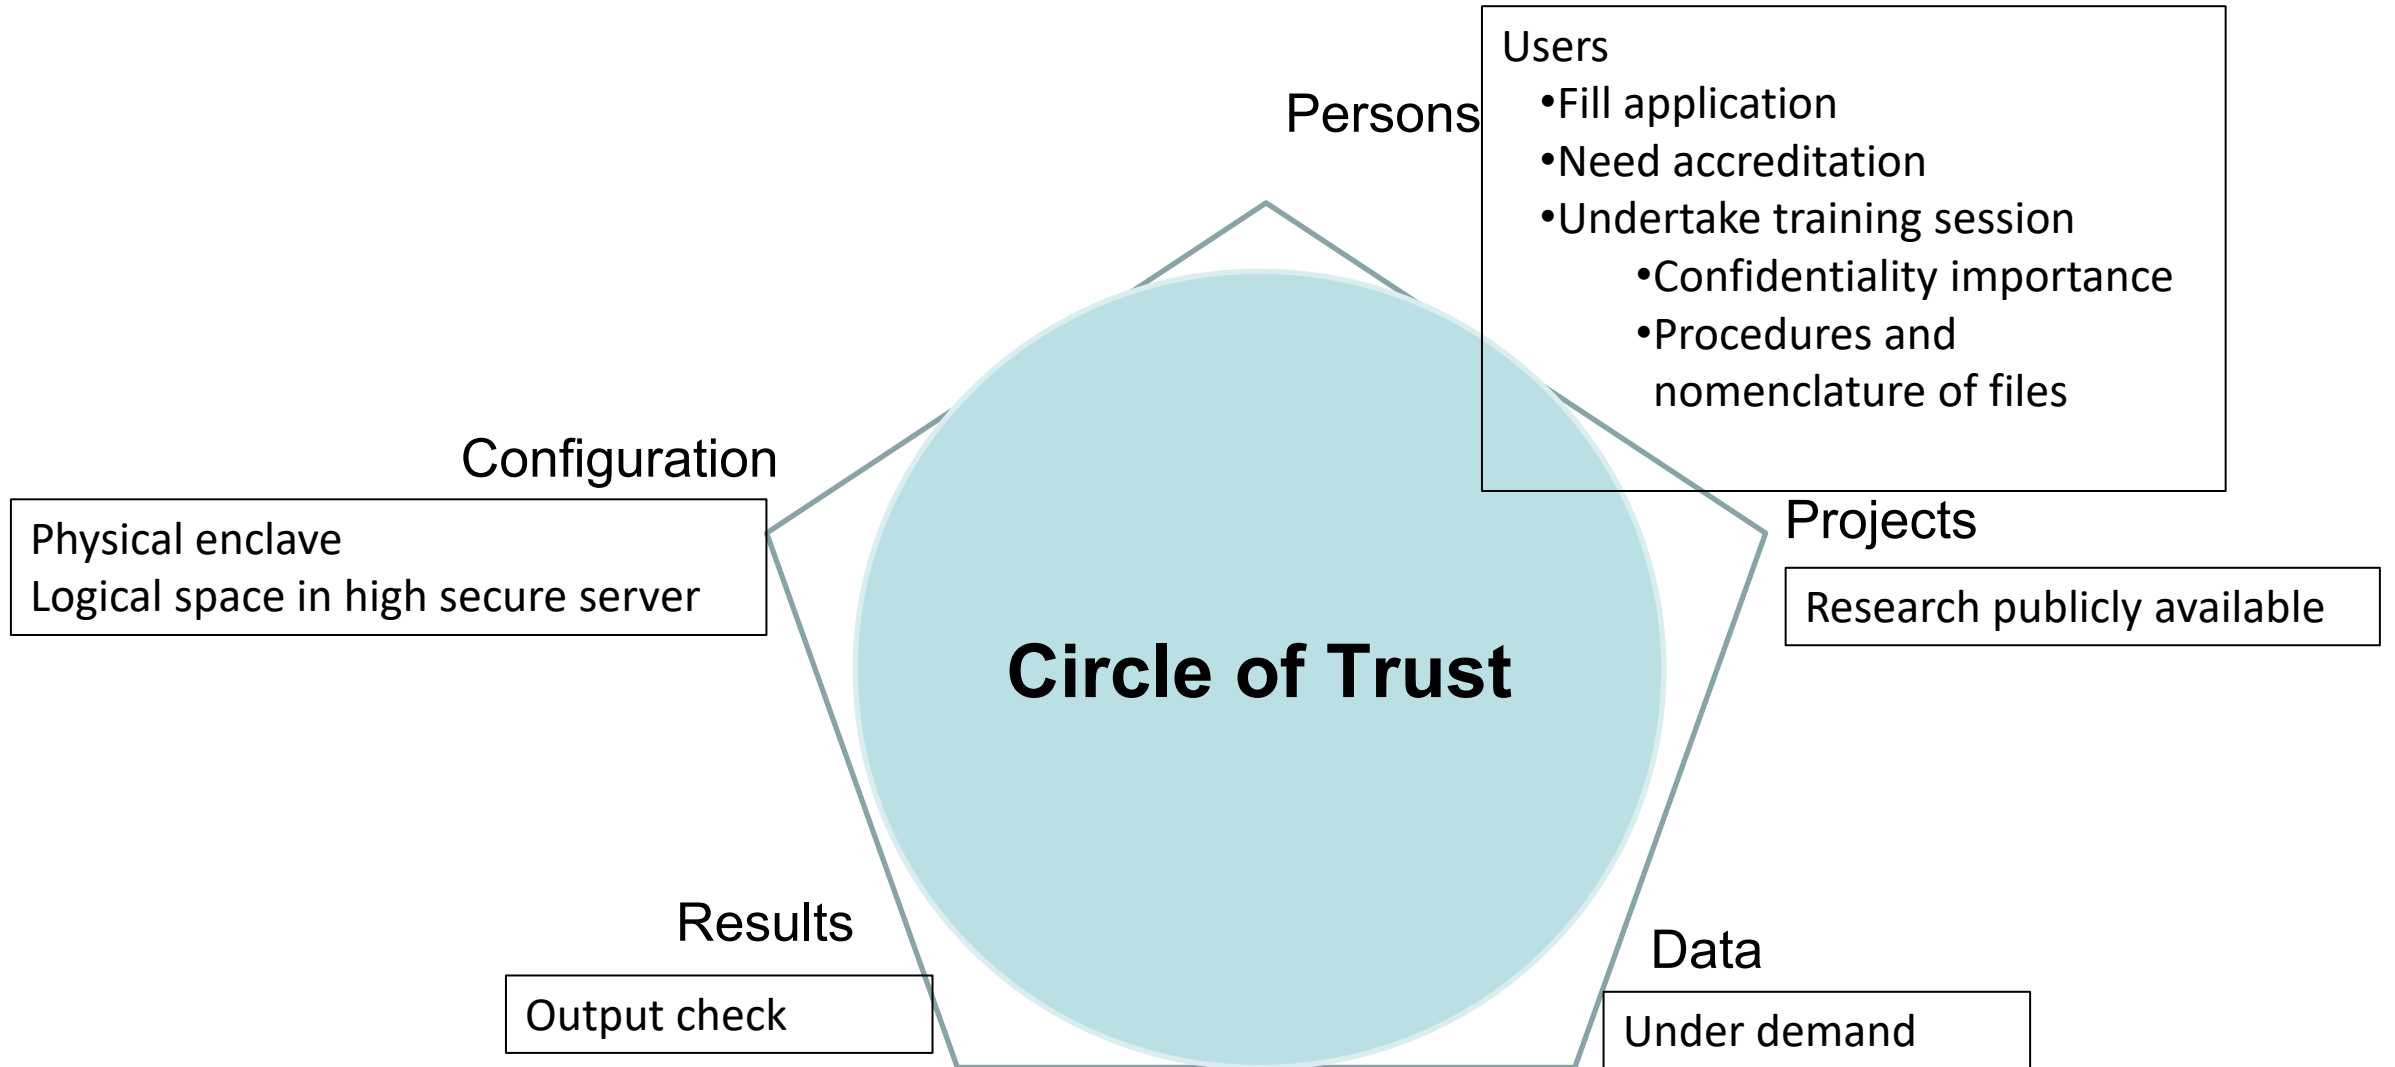 Persons
Users
•Fill application
•Need accreditation
•Undertake training session
•Confidentiality importance
•Procedures and
nomenclature of files
Configuration
Physical enclave
Logical space in high secure server
Projects
Research publicly available
Circle of Trust
Results
Output check
Data
Under demand